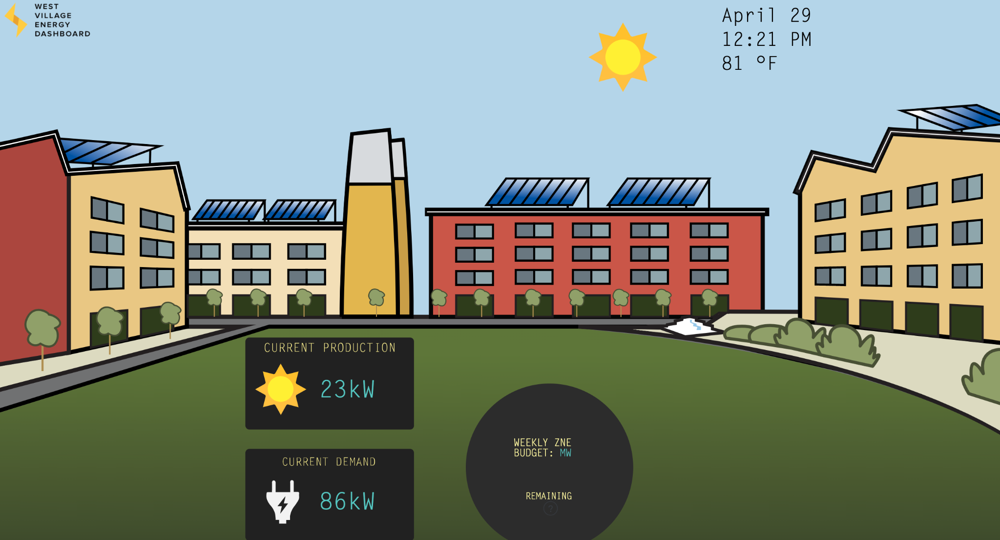 WEST
VILLAGE
ENERGY
DASHBOARD
April 29
12:21 PM
81 °F
CURRENT PRODUCTION
23kW
CURRENT DEMAND
86kW
WEEKLY ZNE
BUDGET: MW
REMAINING
?